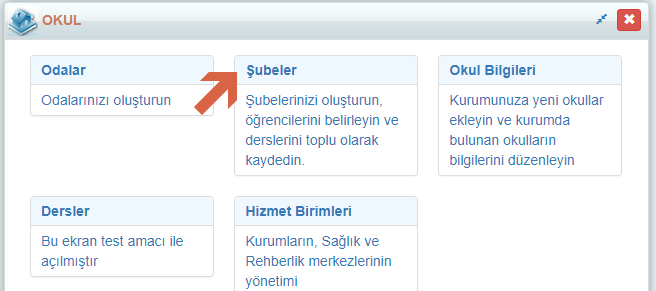 OKUL
Odalar
Odalarınızı oluşturun
Şubeler
Şubelerinizi oluşturun,
öğrencilerini belirleyin ve
derslerini toplu olarak
kaydedin.
Okul Bilgileri
Kurumunuza yeni okullar
ekleyin ve kurumda
bulunan okulların
bilgilerini düzenleyin
Dersler
Bu ekran test amacı ile
açılmıştır
Hizmet Birimleri
Kurumların, Sağlık ve
Rehberlik merkezlerinin
yönetimi